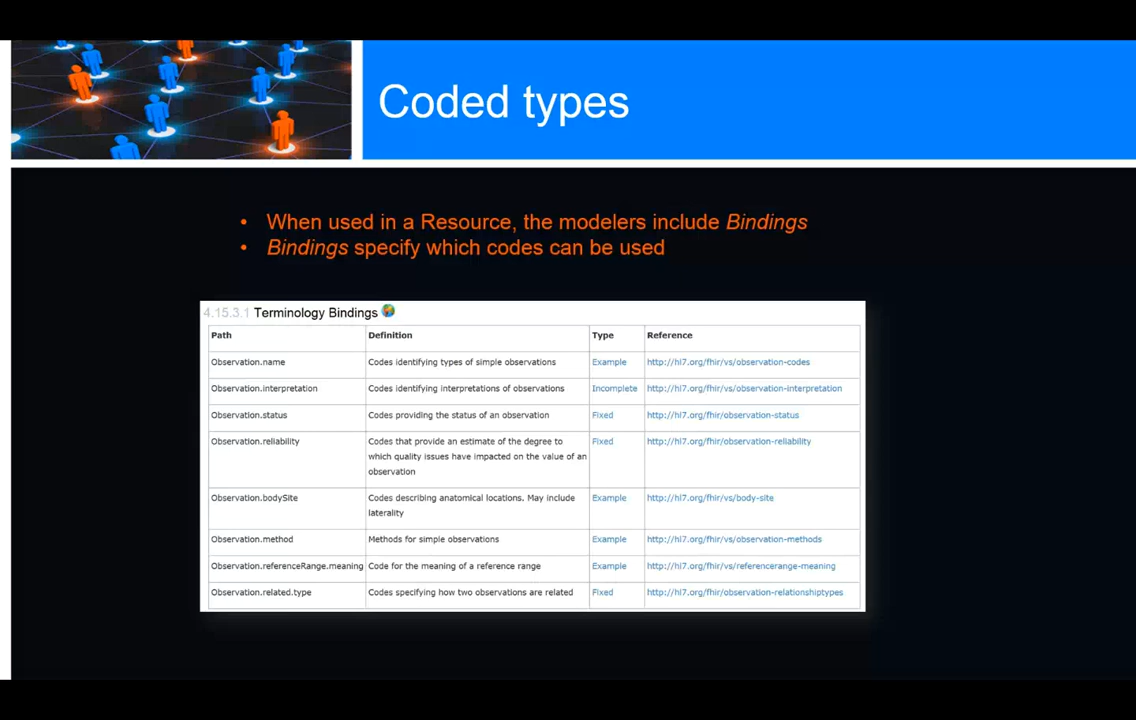 Coded types
• When used in a Resource, the modelers include Bindings
• Bindings specify which codes can be used
4.15.3.1 Terminology Bindings
Path Definition Type Reference
Observation.name Codes identifying types of simple observations Example http://hl7.org/fhir/vs/observation-codes
Observation.interpretation Codes identifying interpretations of observations Incomplete http://hl7.org/fhir/vs/observation-interpretation
Observation.status Codes providing the status of an observation Fixed http://hl7.org/fhir/observation-status
Observation.reliability Codes that provide an estimate of the degree to Fixed http://hl7.org/fhir/observation-reliability
which quality issues have impacted on the value of an
observation
Observation.bodySite Codes describing anatomical locations. May include Example http://hl7.org/fhir/vs/body-site
laterality
Observation.method Methods for simple observations Example http://hl7.org/fhir/vs/observation-methods
Observation.referenceRange.meaning Code for the meaning of a reference range Example http://hl7.org/fhir/vs/referencerange-meaning
Observation.related.type Codes specifying how two observations are related Fixed http://hl7.org/fhir/observation-relationshiptypes